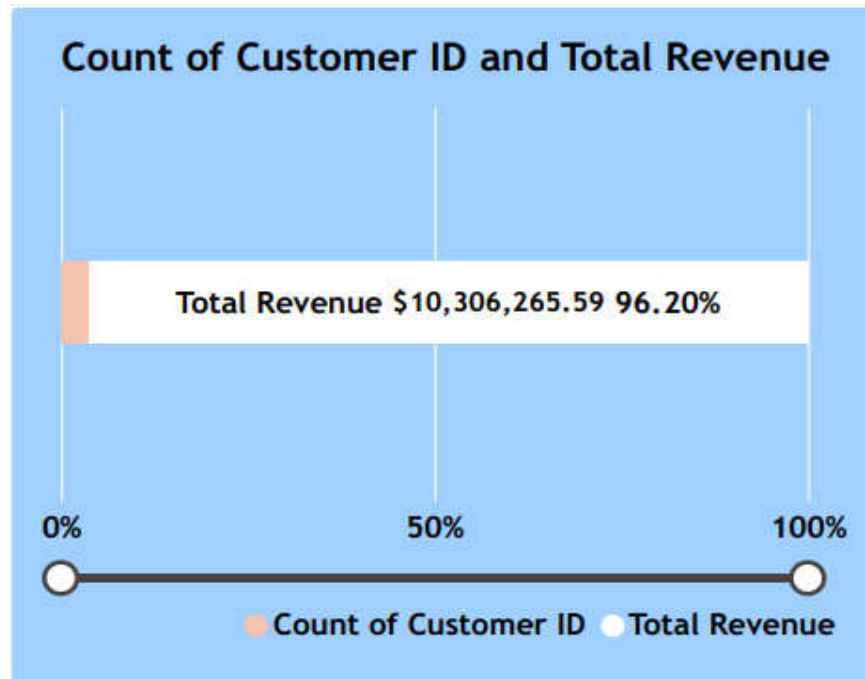 Count of Customer ID and Total Revenue
Total Revenue $10,306,265.59 96.20%
0% 50% 100%
Count of Customer ID Total Revenue